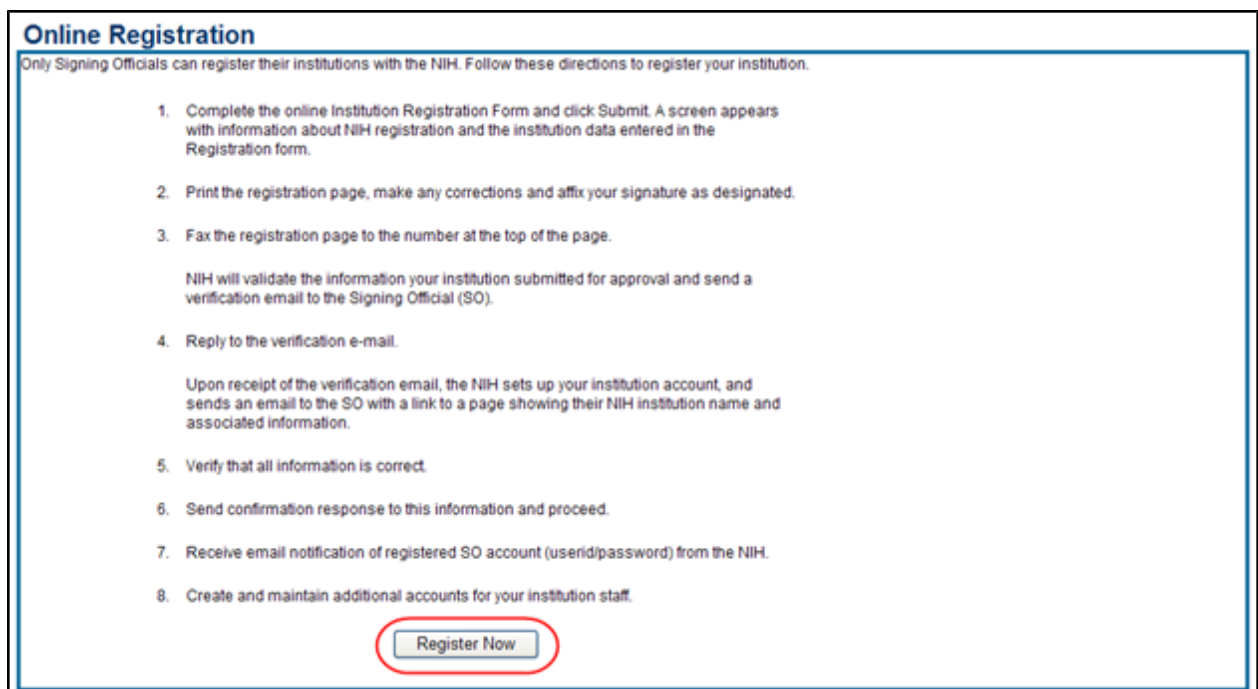 Online Registration
Only Signing Officials can register their institutions with the NIH. Follow these directions to register your institution.
1. Complete the online Institution Registration Form and click Submit. A screen appears
with information about NIH registration and the institution data entered in the
Registration form.
2. Print the registration page, make any corrections and affix your signature as designated.
3. Fax the registration page to the number at the top of the page.
NIH will validate the information your institution submitted for approval and send a
verification email to the Signing Official (SO).
4. Reply to the verification e-mail.
Upon receipt of the verification email, the NIH sets up your institution account, and
sends an email to the SO with a link to a page showing their NIH institution name and
associated information.
5. Verify that all information is correct.
6. Send confirmation response to this information and proceed.
7. Receive email notification of registered SO account (userid/password) from the NIH.
8. Create and maintain additional accounts for your institution staff.
Register Now